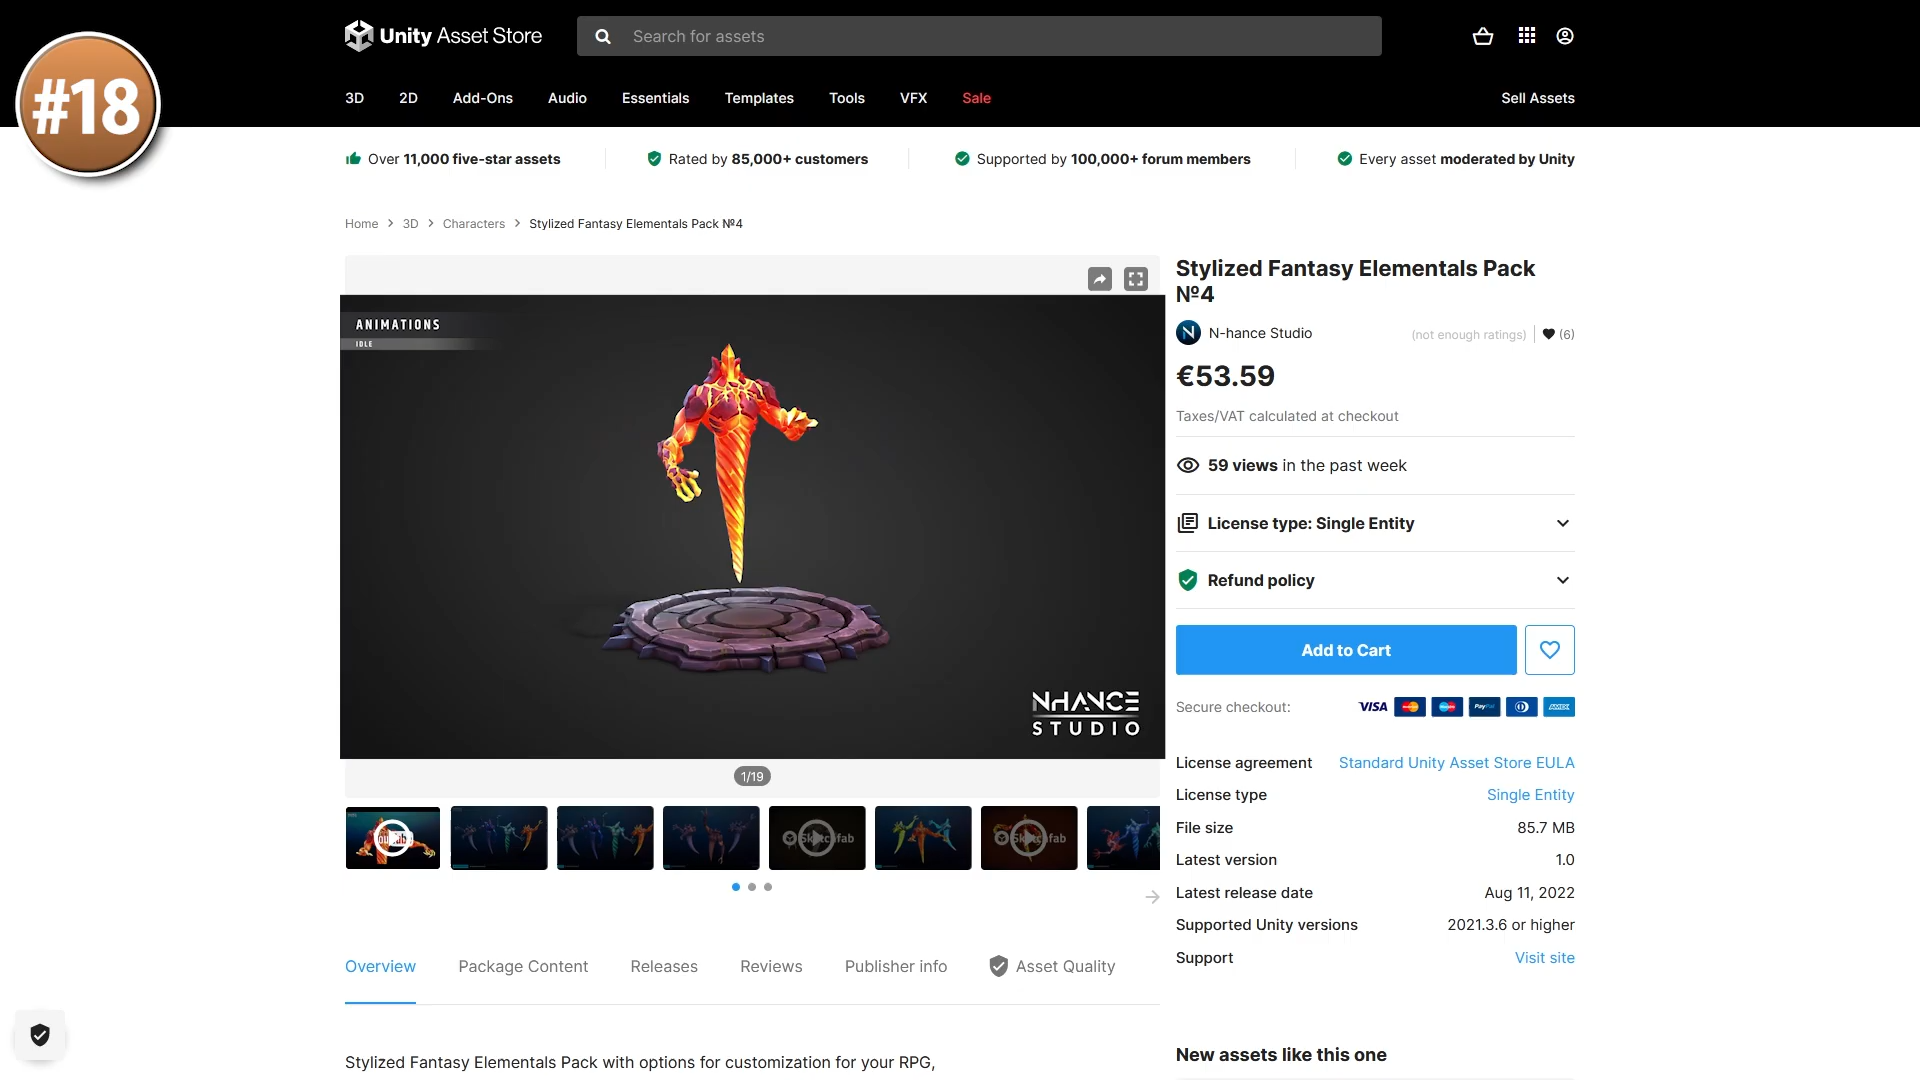 #18
Unity Asset Store
Search for assets
3D 2D Add-Ons Audio Essentials Templates Tools VFX Sale Sell Assets
Over 11,000 five-star assets
Rated by 85,000+ customers
Supported by 100,000+ forum members
Every asset moderated by Unity
Home > 3D > Characters > Stylized Fantasy Elementals Pack №4
ANIMATIONS
IDLE
NHANCE
STUDIO
1/19
Sketchfab
Sketchfab
Stylized Fantasy Elementals Pack
№4
N N-hance Studio
(not enough ratings) (6)
€53.59
Taxes/VAT calculated at checkout
59 views in the past week
License type: Single Entity
Refund policy
Add to Cart
Secure checkout: VISA PayPal AMEX
License agreement Standard Unity Asset Store EULA
License type Single Entity
File size 85.7 MB
Latest version 1.0
Latest release date Aug 11, 2022
Supported Unity versions 2021.3.6 or higher
Support Visit site
Overview Package Content Releases Reviews Publisher info Asset Quality
Stylized Fantasy Elementals Pack with options for customization for your RPG,
New assets like this one